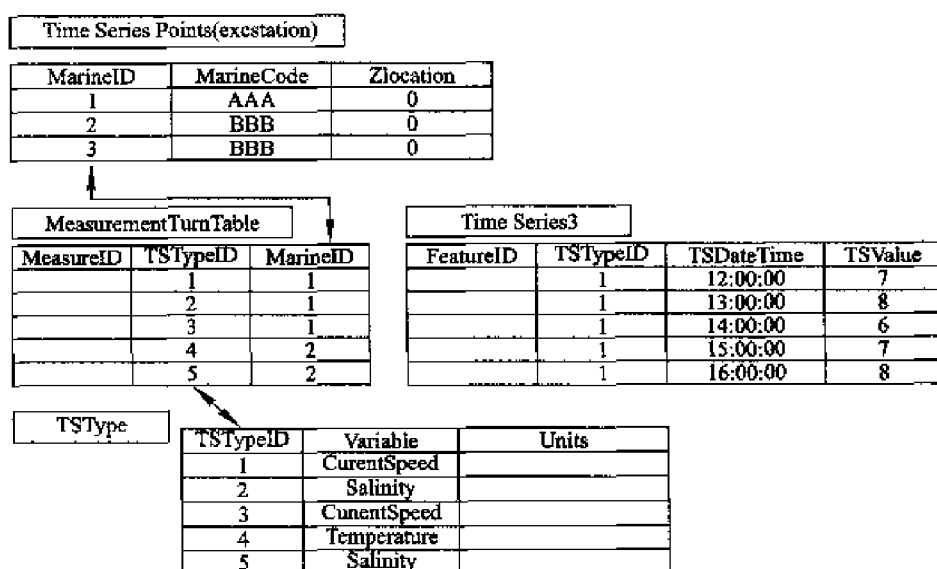 Time Series Points(excstation)
MarineID MarineCode Zlocation
1 AAA 0
2 BBB 0
3 BBB 0
MeasurementTurnTable
MeasureID TSTypeID MarineID
1 1
2 1
3 1
4 2
5 2
Time Series3
FeatureID TSTypeID TSDateTime TSValue
1 12:00:00 7
1 13:00:00 8
1 14:00:00 6
1 15:00:00 7
1 16:00:00 8
TSType
TSTypeID Variable Units
1 CurentSpeed
2 Salinity
3 CunentSpeed
4 Temperature
5 Salinity